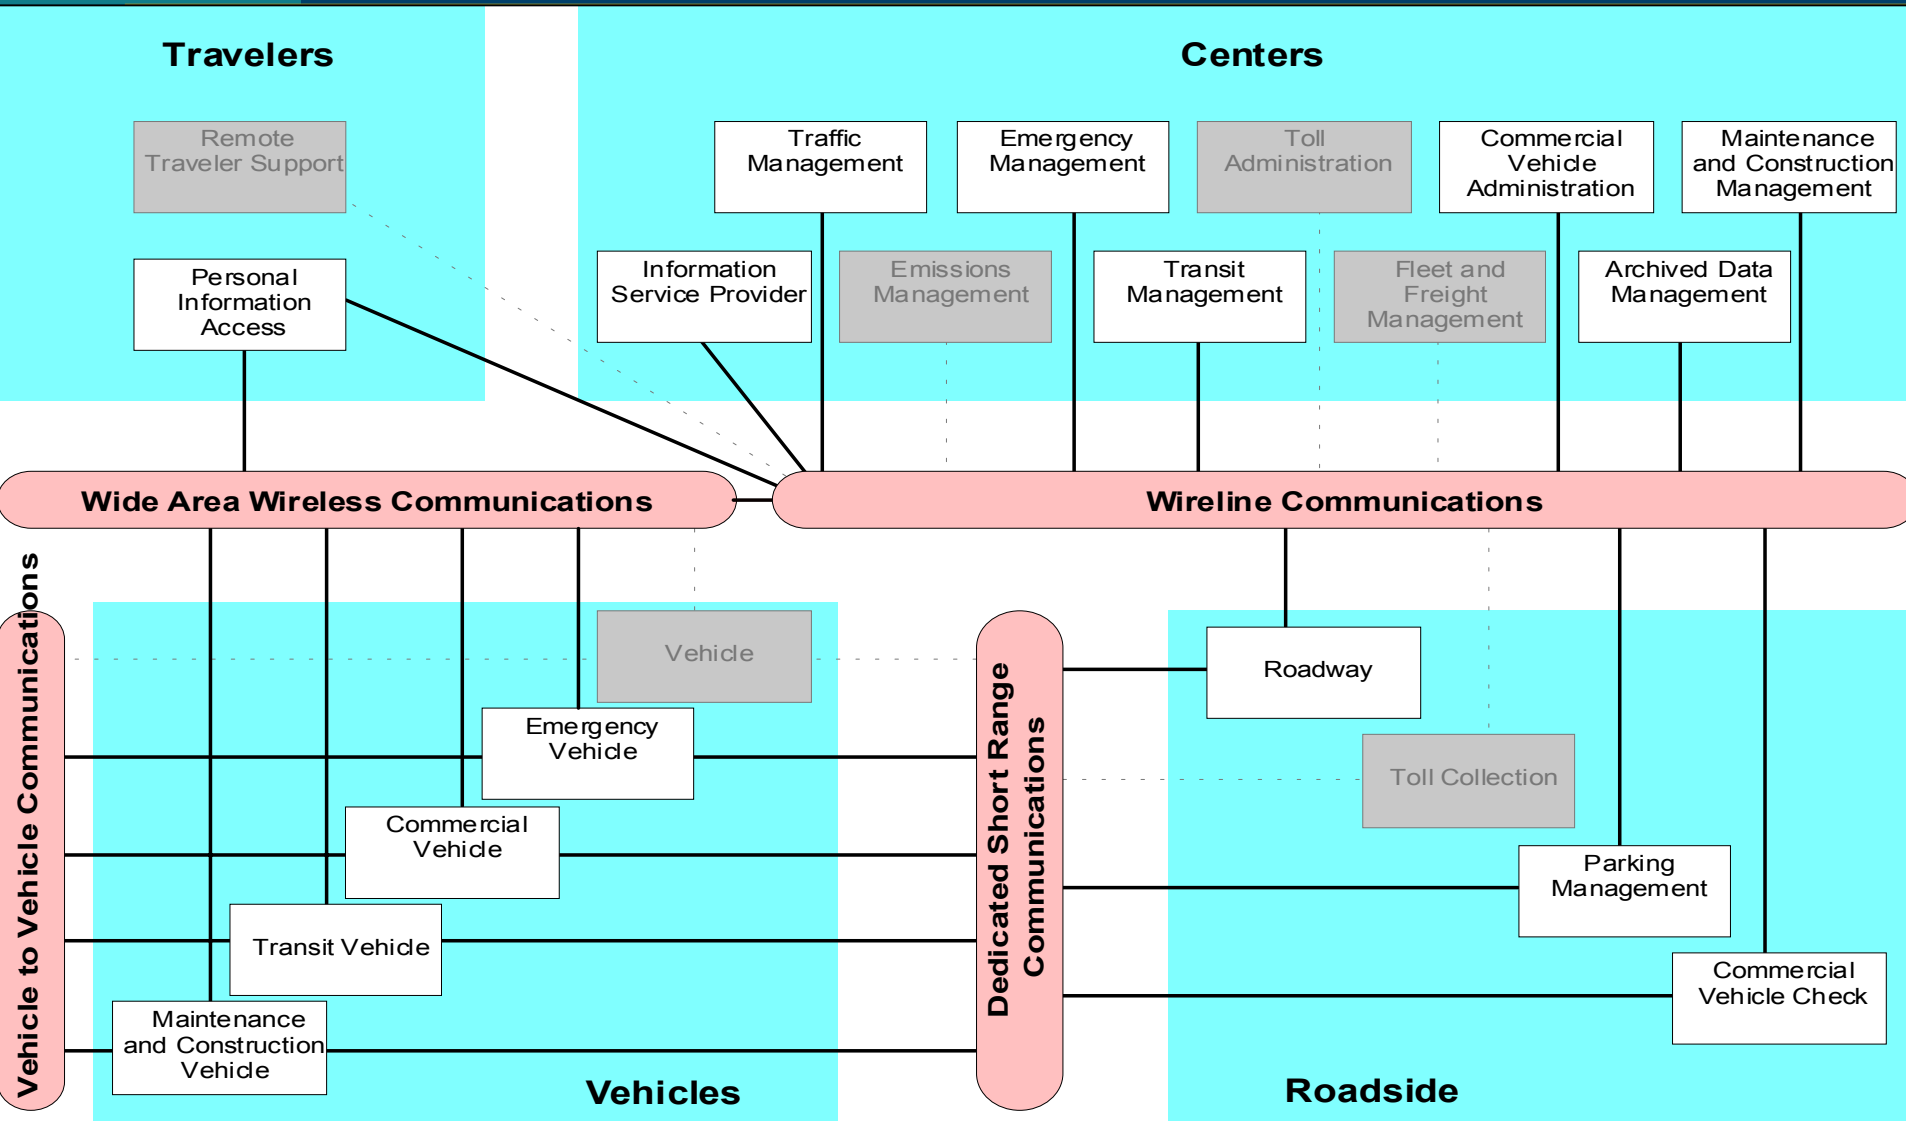 Travelers
Centers
Remote
Traveler Support
Traffic
Management
Emergency
Management
Toll
Administration
Commercial
Vehicle
Administration
Maintenance
and Construction
Management
Personal
Information
Access
Information
Service Provider
Emissions
Management
Transit
Management
Fleet and
Freight
Management
Archived Data
Management
Wide Area Wireless Communications
Wireline Communications
Vehicle to Vehicle Communications
Vehicle
Emergency
Vehicle
Commercial
Vehicle
Transit Vehicle
Maintenance
and Construction
Vehicle
Vehicles
Dedicated Short Range
Communications
Roadway
Toll Collection
Parking
Management
Commercial
Vehicle Check
Roadside